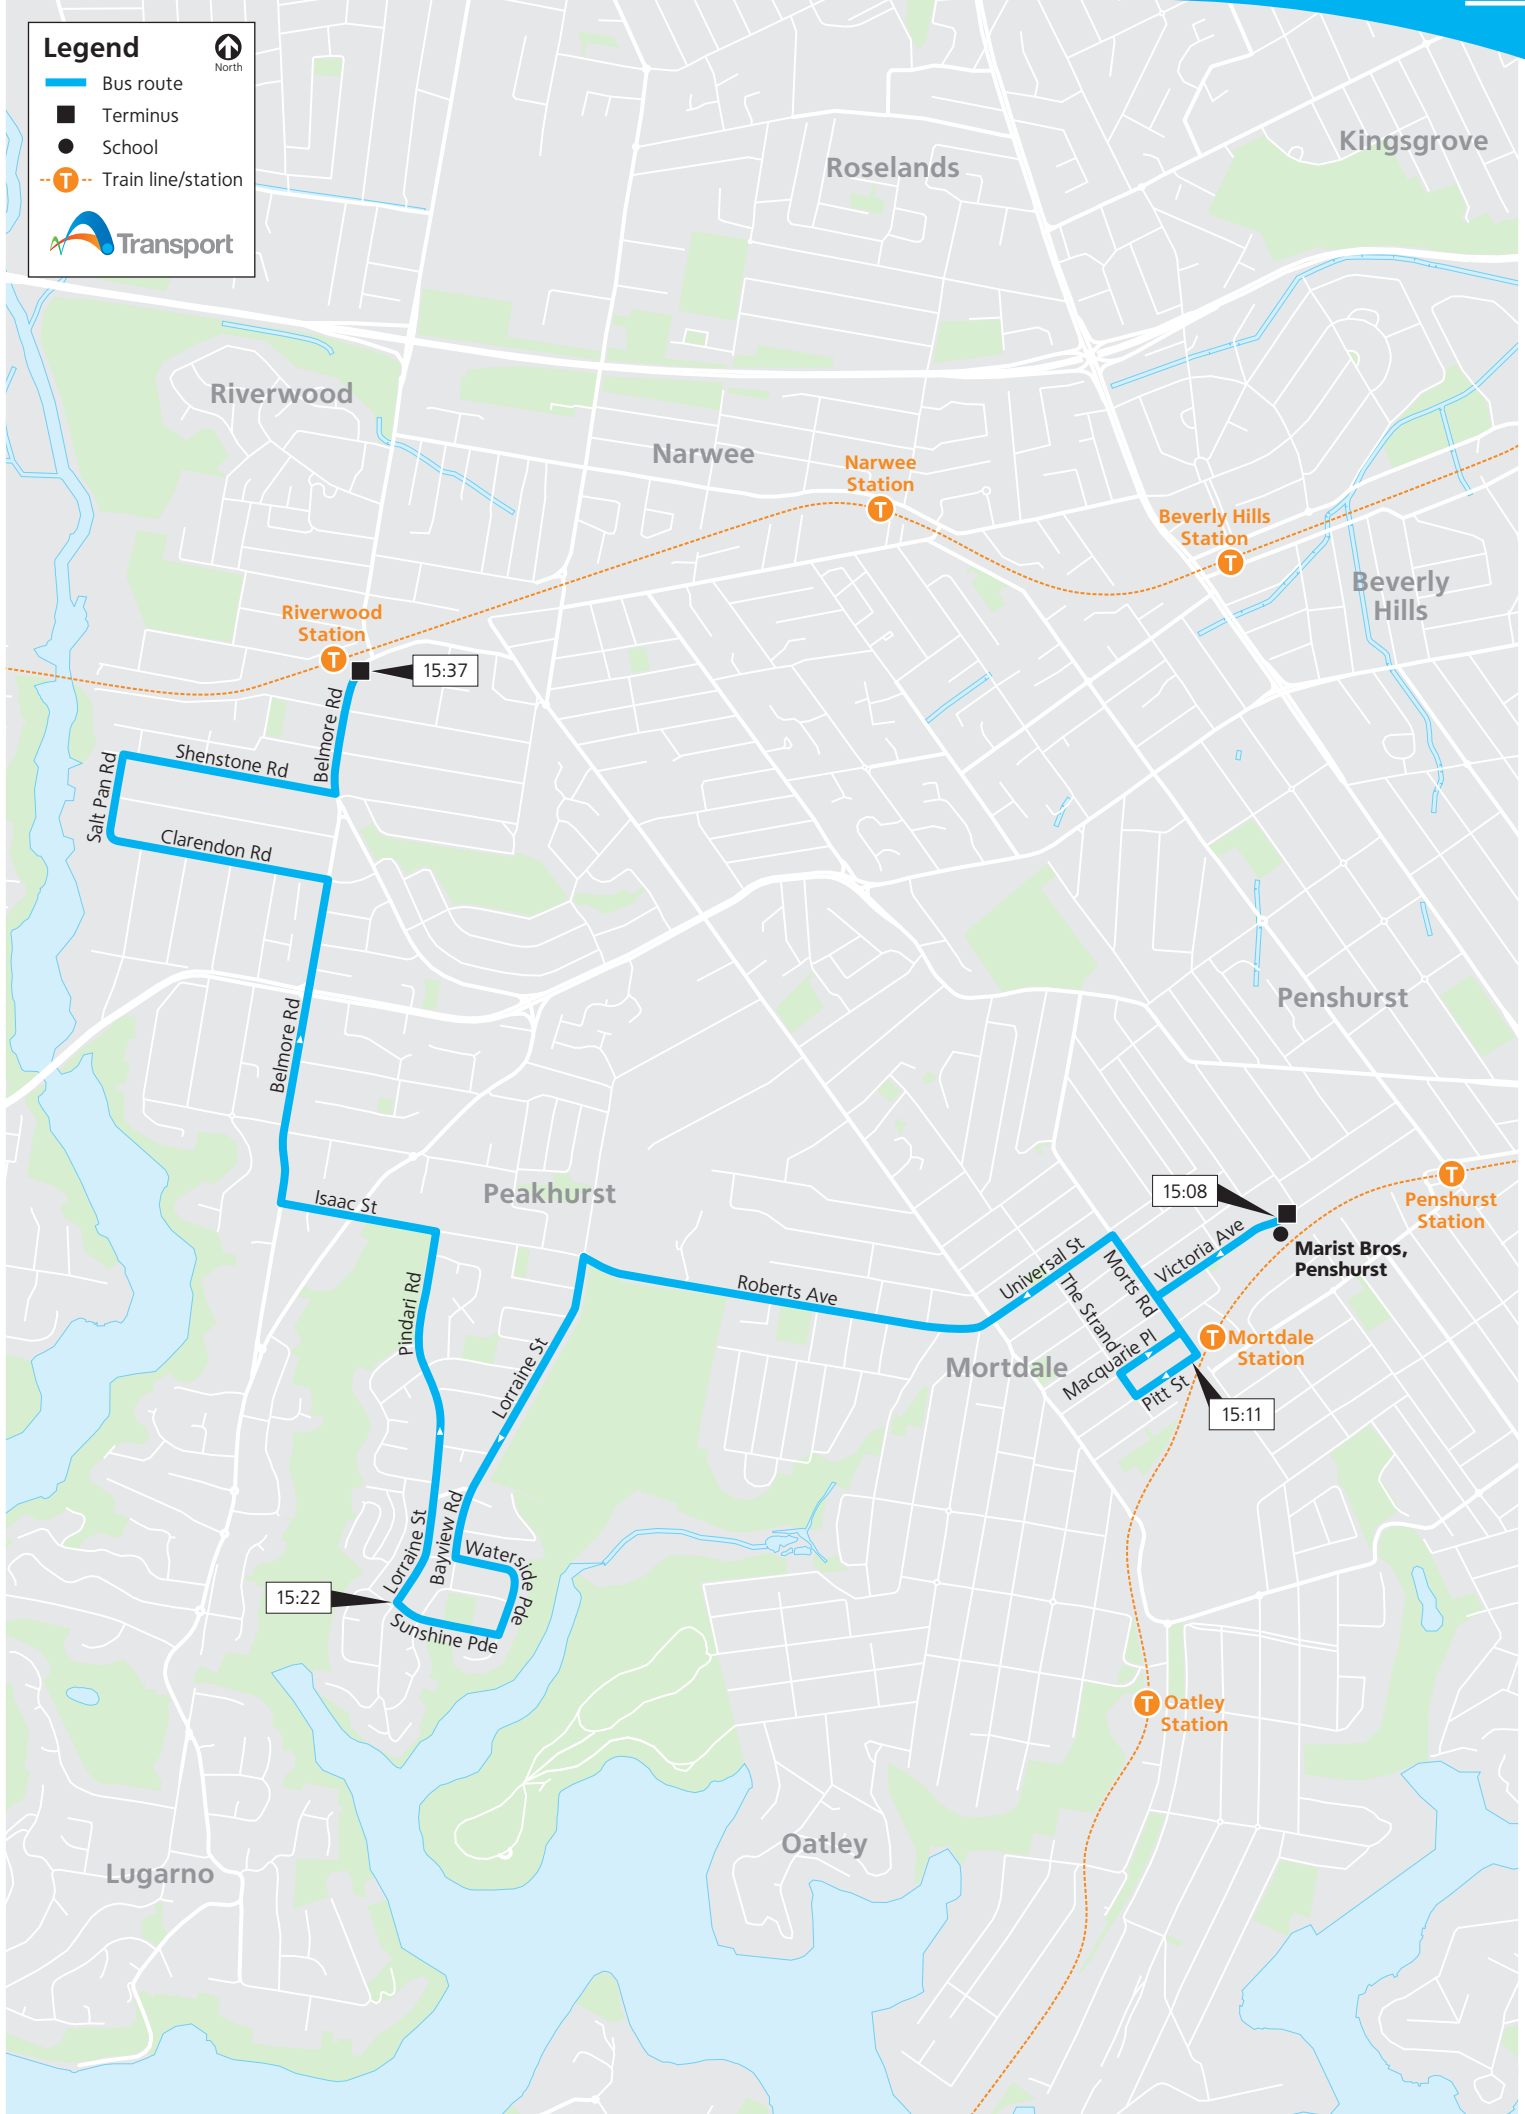 Legend
North
Bus route
Terminus
School
T
Train line/station
Transport
Kingsgrove
Roselands
Riverwood
Narwee
Narwee
Station
T
Beverly Hills
Station
T
Beverly
Hills
Riverwood
Station
T
15:37
Belmore Rd
Shenstone Rd
Salt Pan Rd
Clarendon Rd
Penshurst
Belmore Rd
T
Penshurst
Station
15:08
Isaac St
Peakhurst
Victoria Ave
Marist Bros,
Penshurst
Universal St
Morts Rd
The Strand
Roberts Ave
Pindari Rd
T
Mortdale
Station
Macquarie Pl
Mortdale
Pitt St
15:11
Lorraine St
Bayview Rd
Lorraine St
Waterside Pde
15:22
Sunshine Pde
T
Oatley
Station
Oatley
Lugarno